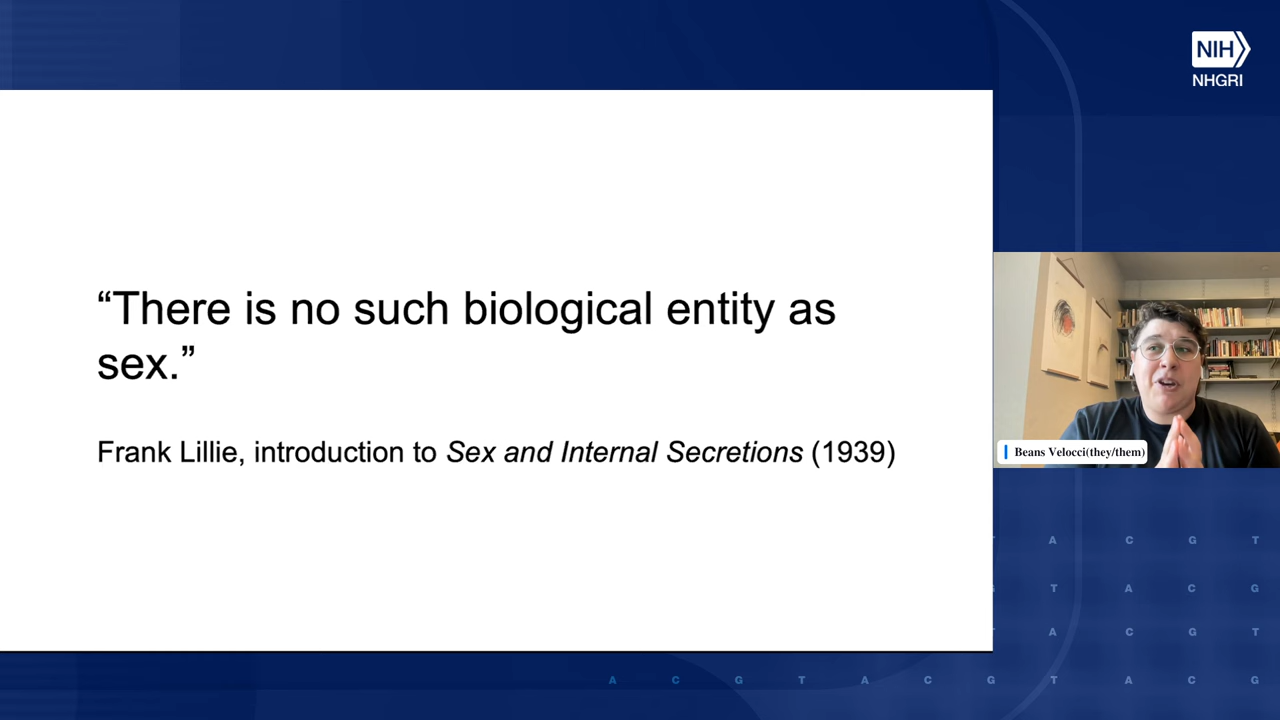 NIH
NHGRI
“There is no such biological entity as
sex.”
Frank Lillie, introduction to Sex and Internal Secretions (1939)
Beans Velocci(they/them)
T A C G T
G T A C G
T A C G T
A C G T A C G T A C G